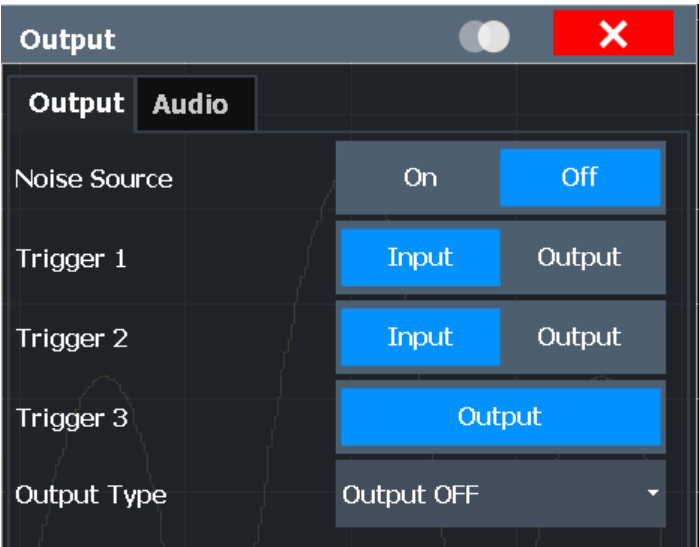 Output
Output Audio
Noise Source On Off
Trigger 1 Input Output
Trigger 2 Input Output
Trigger 3 Output
Output Type Output OFF